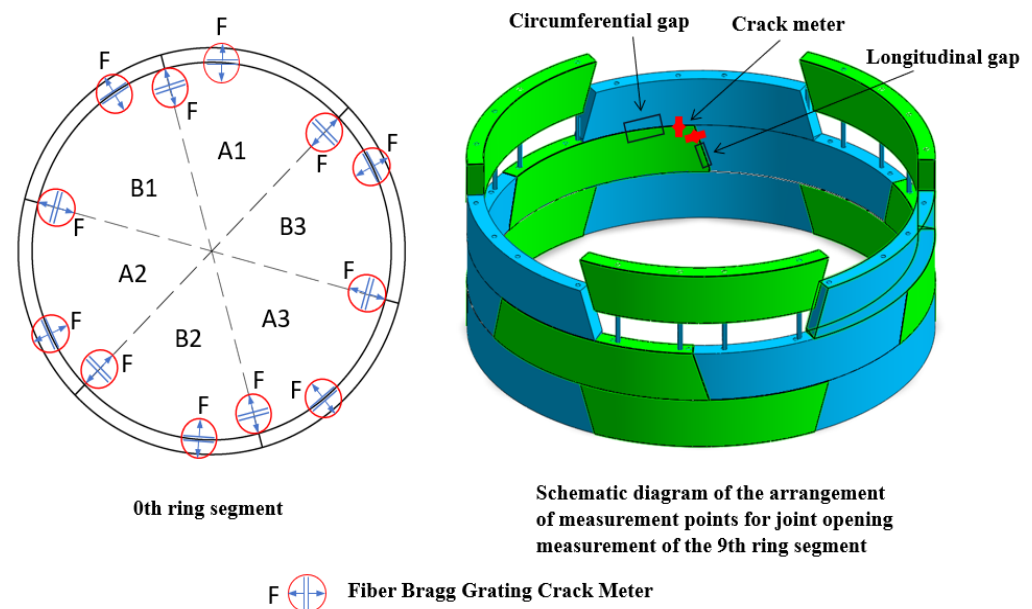 F
F
F
F
F
F
F
F
F
F
F
F
A1
B1
B3
A2
A3
B2
0th ring segment
Circumferential gap
Crack meter
Longitudinal gap
Schematic diagram of the arrangement
of measurement points for joint opening
measurement of the 9th ring segment
F Fiber Bragg Grating Crack Meter